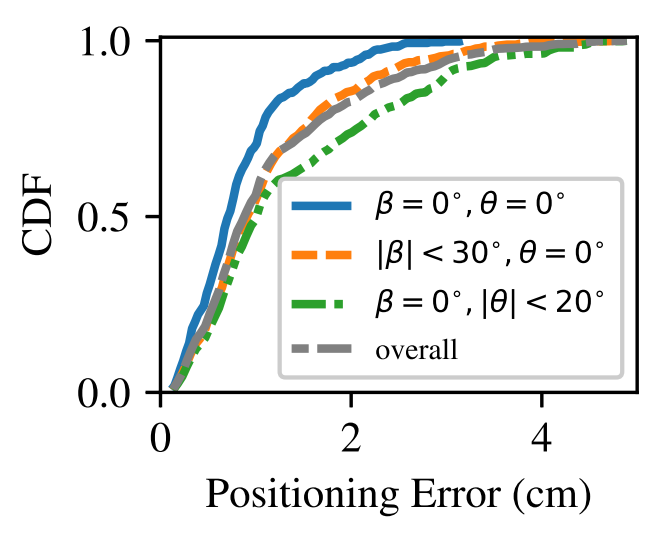 1.0
0.5
0.0
CDF
β = 0°, θ = 0°
|β| < 30°, θ = 0°
β = 0°, |θ| < 20°
overall
0 2 4
Positioning Error (cm)